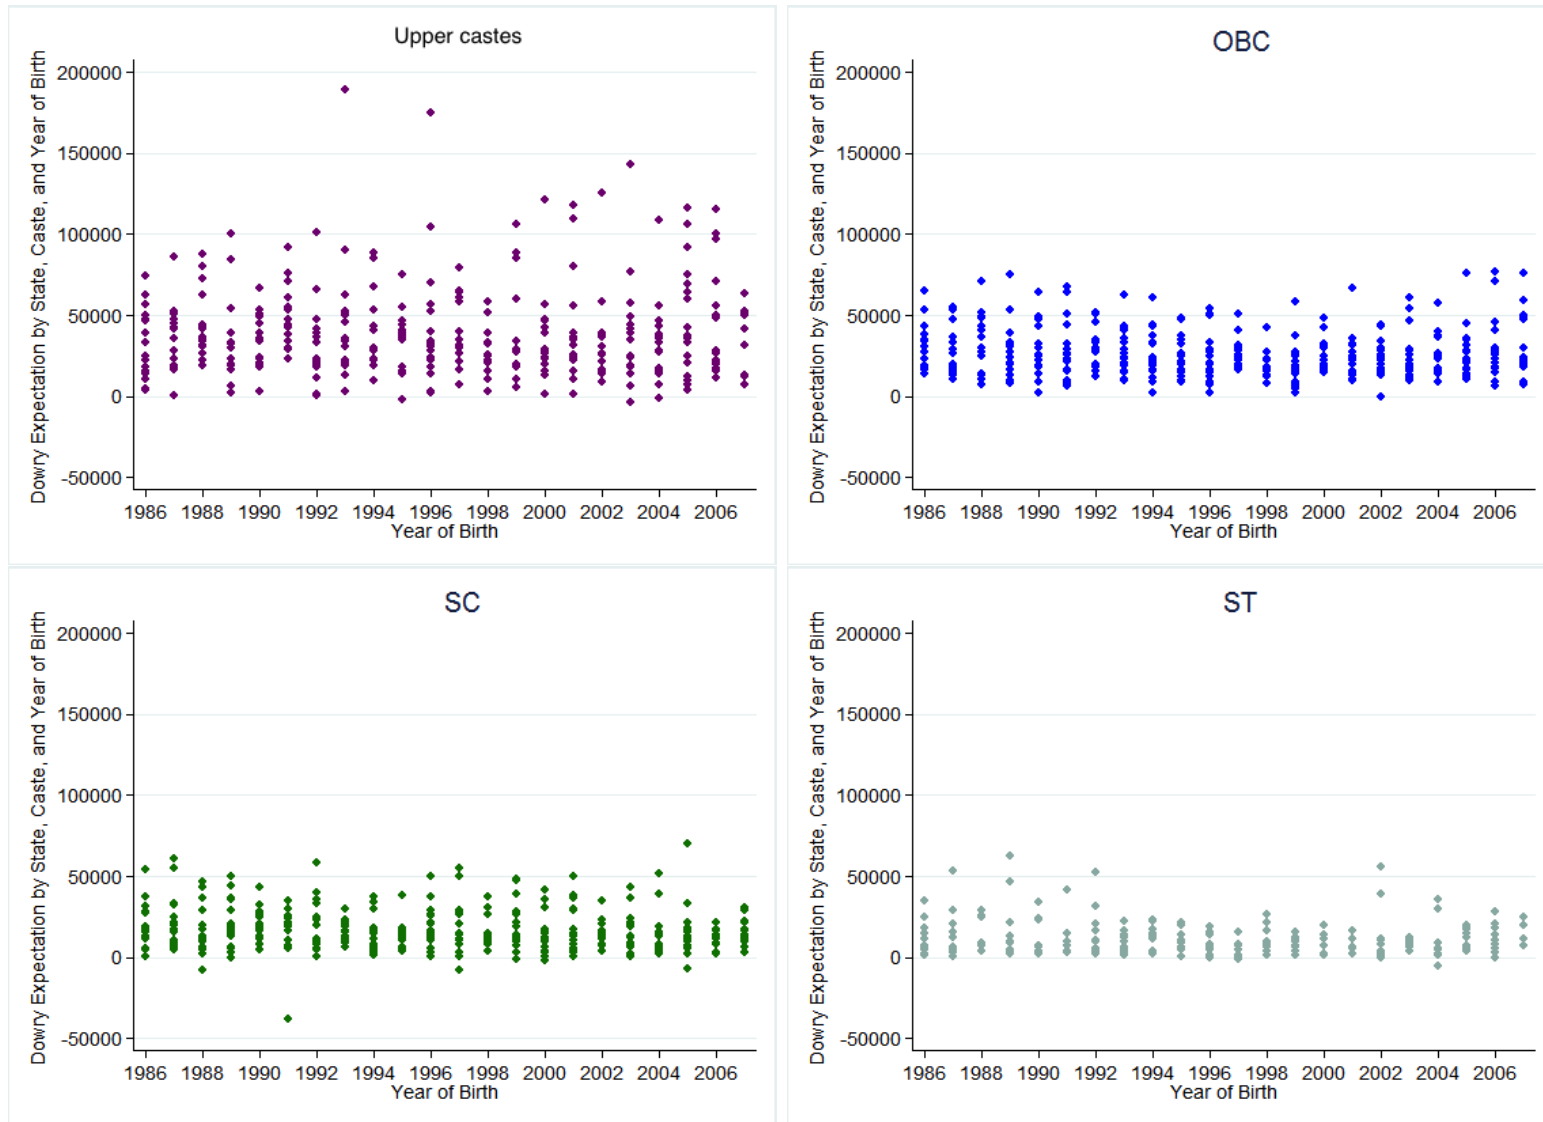 Upper castes
Dowry Expectation by State, Caste, and Year of Birth
200000
150000
100000
50000
0
-50000
1986 1988 1990 1992 1994 1996 1998 2000 2002 2004 2006
Year of Birth
OBC
Dowry Expectation by State, Caste, and Year of Birth
200000
150000
100000
50000
0
-50000
1986 1988 1990 1992 1994 1996 1998 2000 2002 2004 2006
Year of Birth
SC
Dowry Expectation by State, Caste, and Year of Birth
200000
150000
100000
50000
0
-50000
1986 1988 1990 1992 1994 1996 1998 2000 2002 2004 2006
Year of Birth
ST
Dowry Expectation by State, Caste, and Year of Birth
200000
150000
100000
50000
0
-50000
1986 1988 1990 1992 1994 1996 1998 2000 2002 2004 2006
Year of Birth